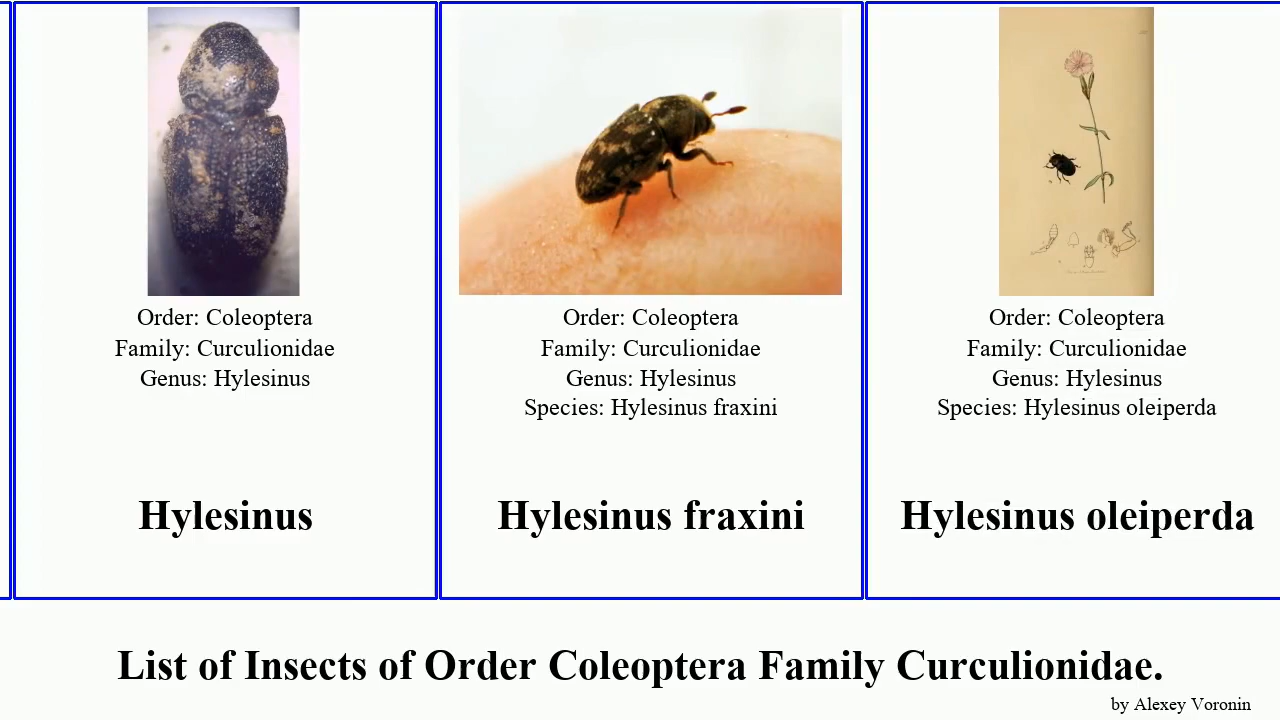 Order: Coleoptera
Family: Curculionidae
Genus: Hylesinus
Hylesinus
Order: Coleoptera
Family: Curculionidae
Genus: Hylesinus
Species: Hylesinus fraxini
Hylesinus fraxini
Order: Coleoptera
Family: Curculionidae
Genus: Hylesinus
Species: Hylesinus oleiperda
Hylesinus oleiperda
List of Insects of Order Coleoptera Family Curculionidae.
by Alexey Voronin